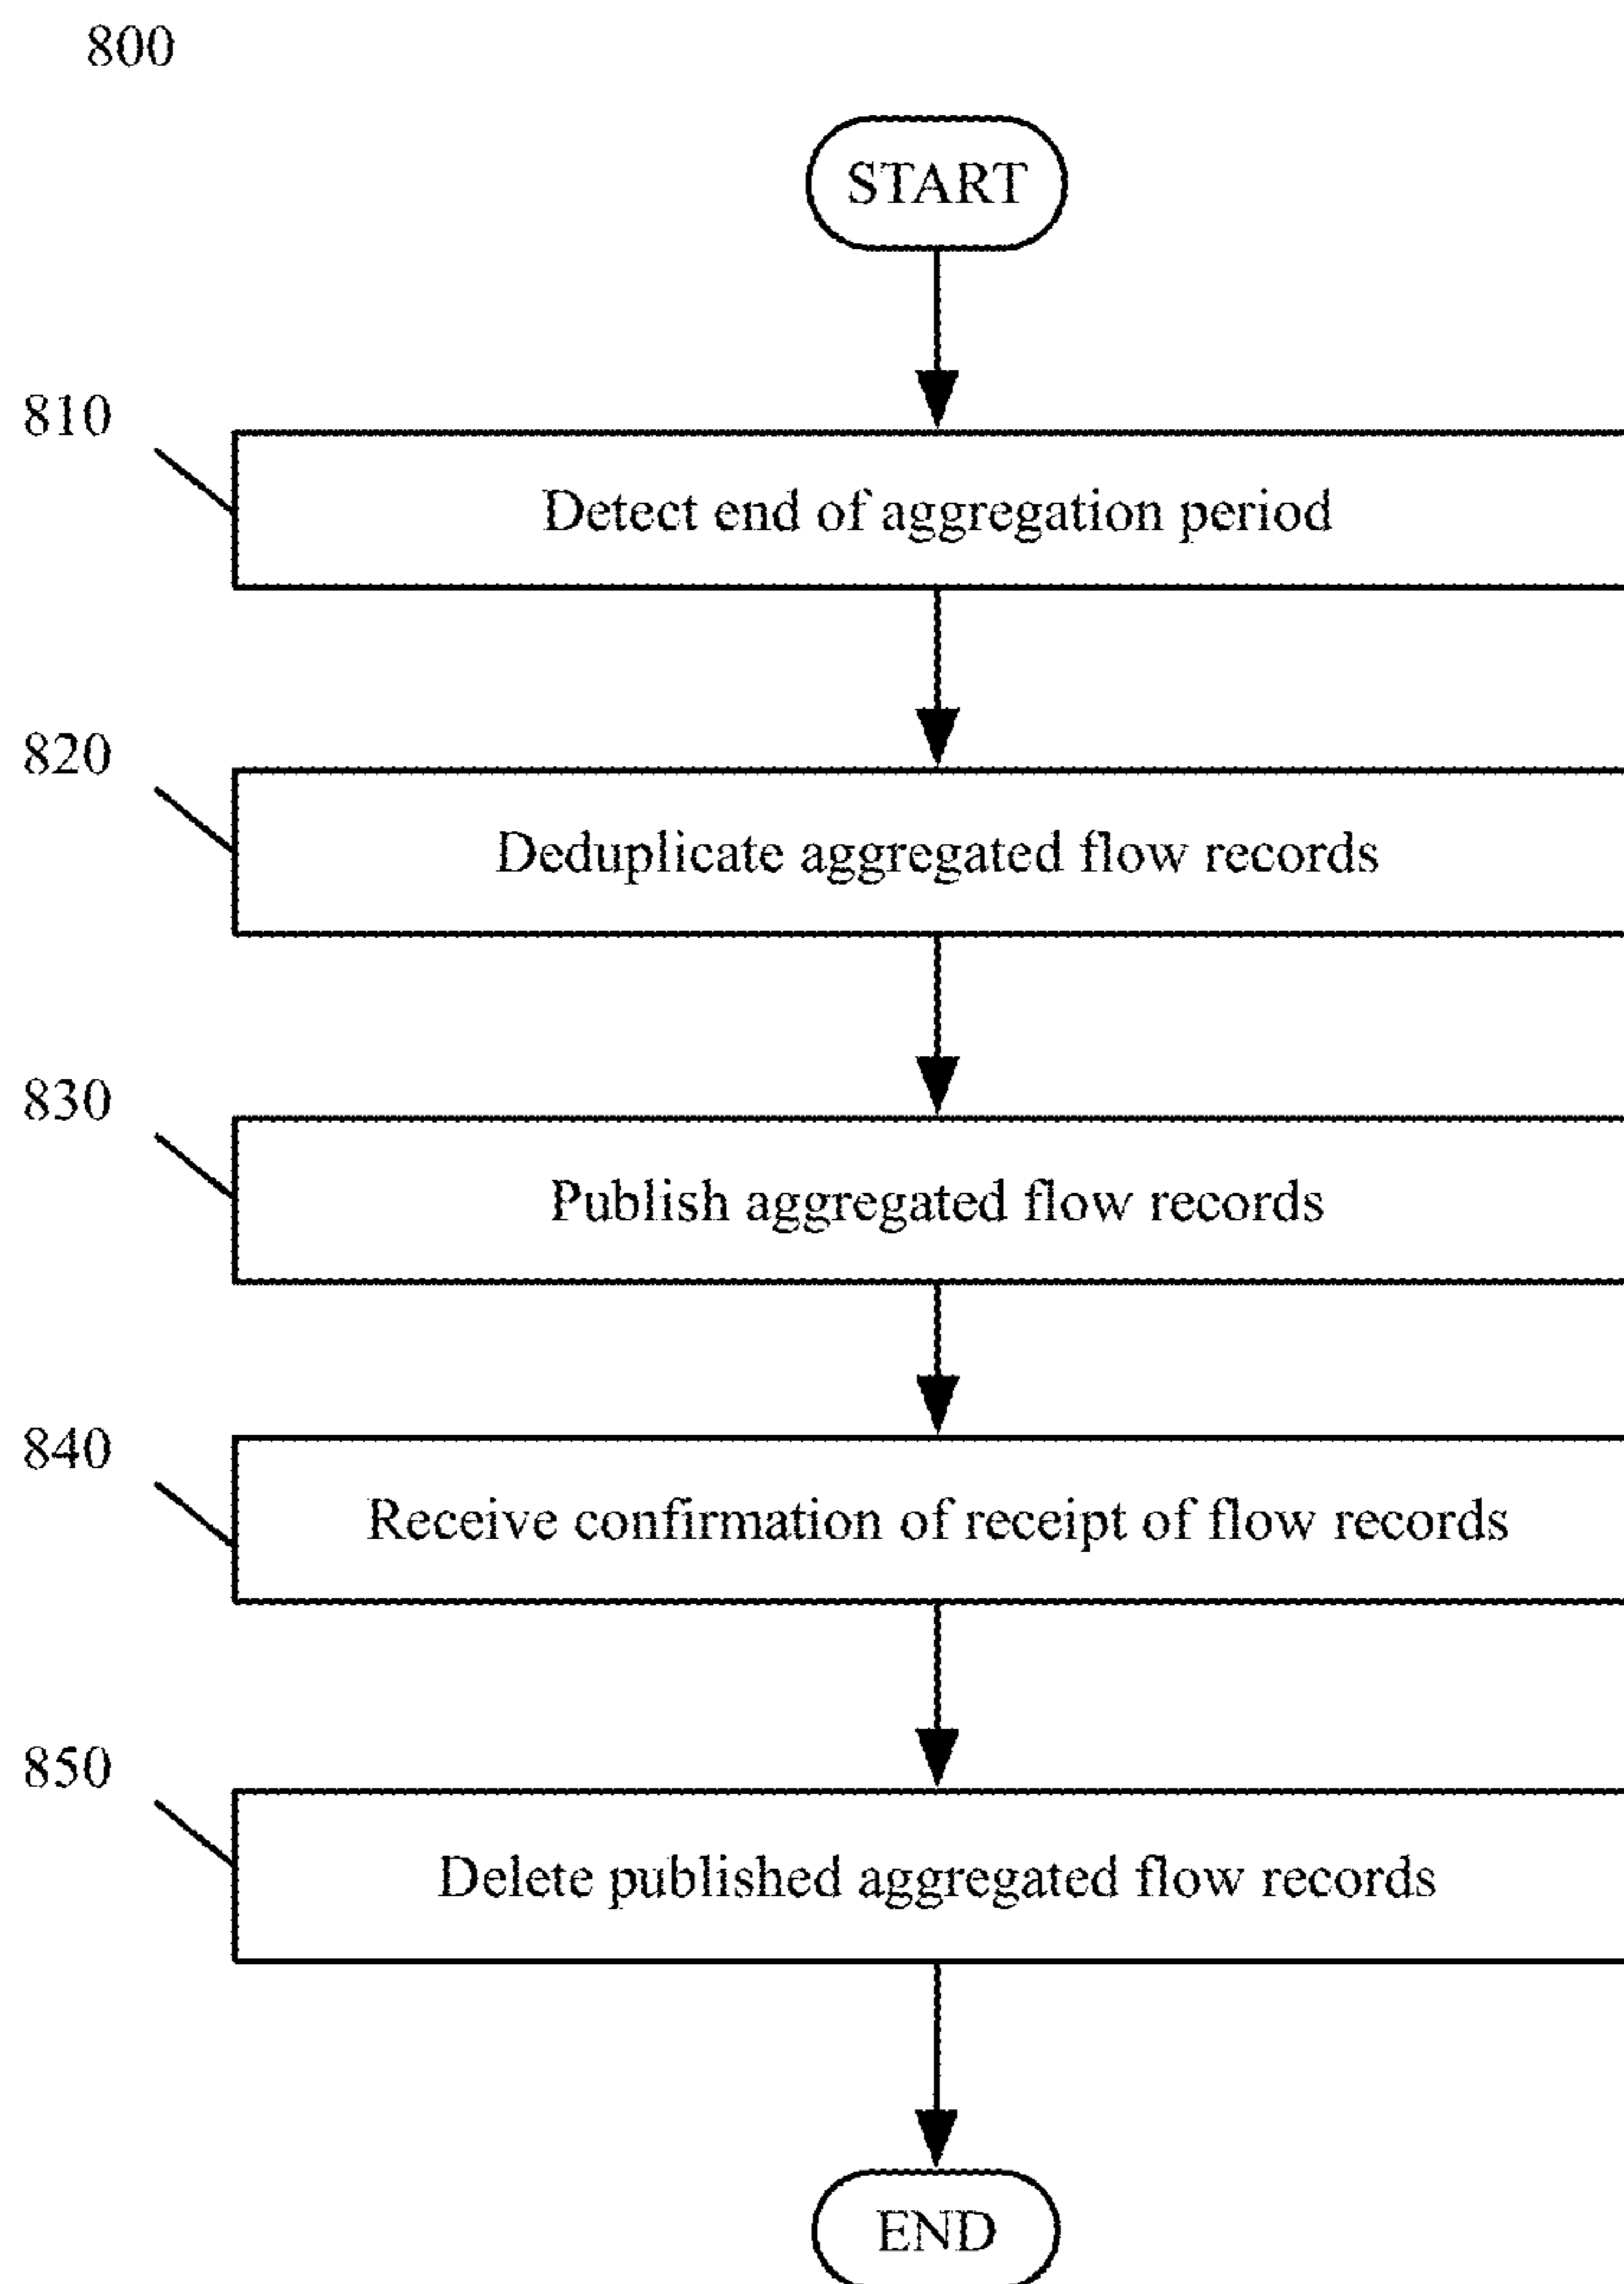 800
START
810
Detect end of aggregation period
820
Deduplicate aggregated flow records
830
Publish aggregated flow records
840
Receive confirmation of receipt of flow records
850
Delete published aggregated flow records
END